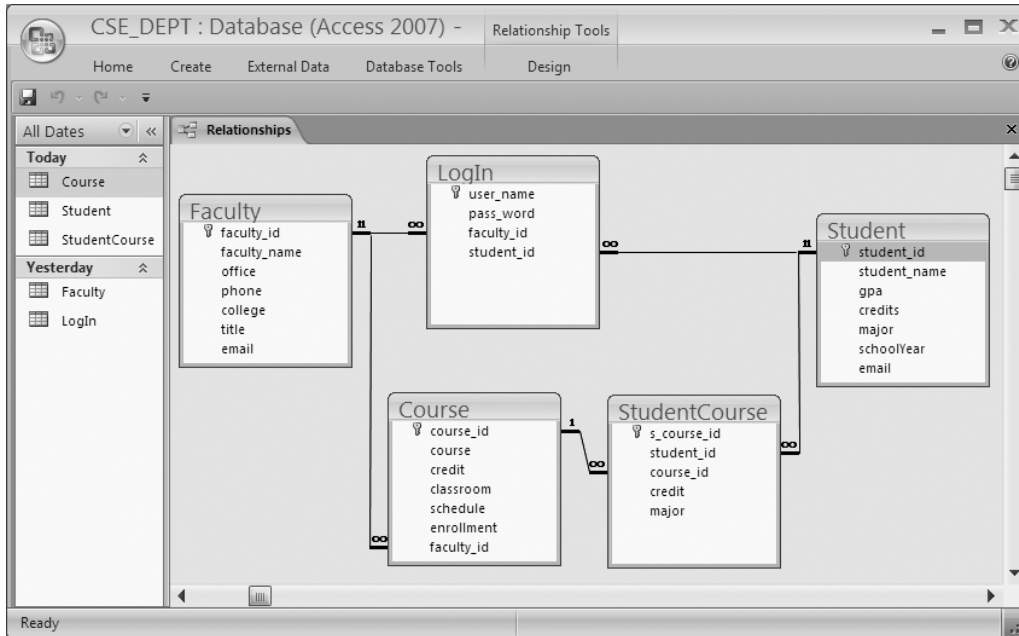 CSE_DEPT : Database (Access 2007) -
Relationship Tools
Home Create External Data Database Tools Design
All Dates
Relationships
Today
Course
Student
StudentCourse
Yesterday
Faculty
LogIn
Faculty
faculty_id
faculty_name
office
phone
college
title
email
LogIn
user_name
pass_word
faculty_id
student_id
Student
student_id
student_name
gpa
credits
major
schoolYear
email
Course
course_id
course
credit
classroom
schedule
enrollment
faculty_id
StudentCourse
s_course_id
student_id
course_id
credit
major
11 ∞
∞ 11
1 ∞
∞
∞
Ready